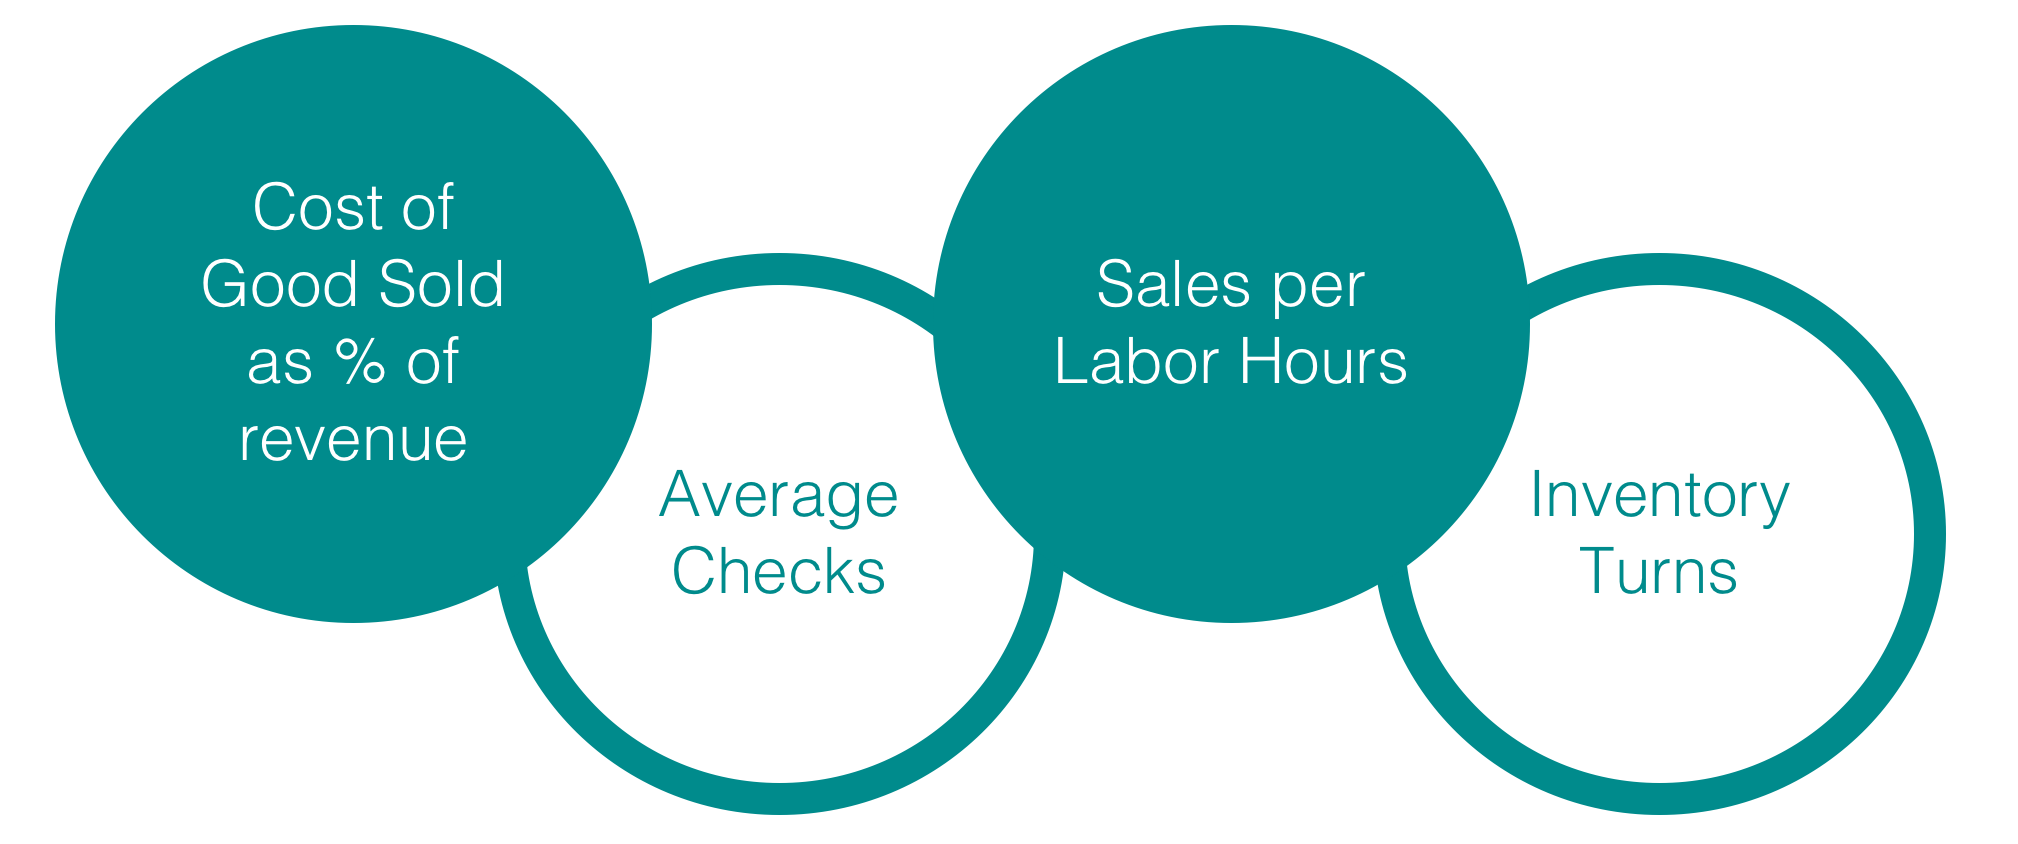 Cost of
Good Sold
as % of
revenue
Average
Checks
Sales per
Labor Hours
Inventory
Turns